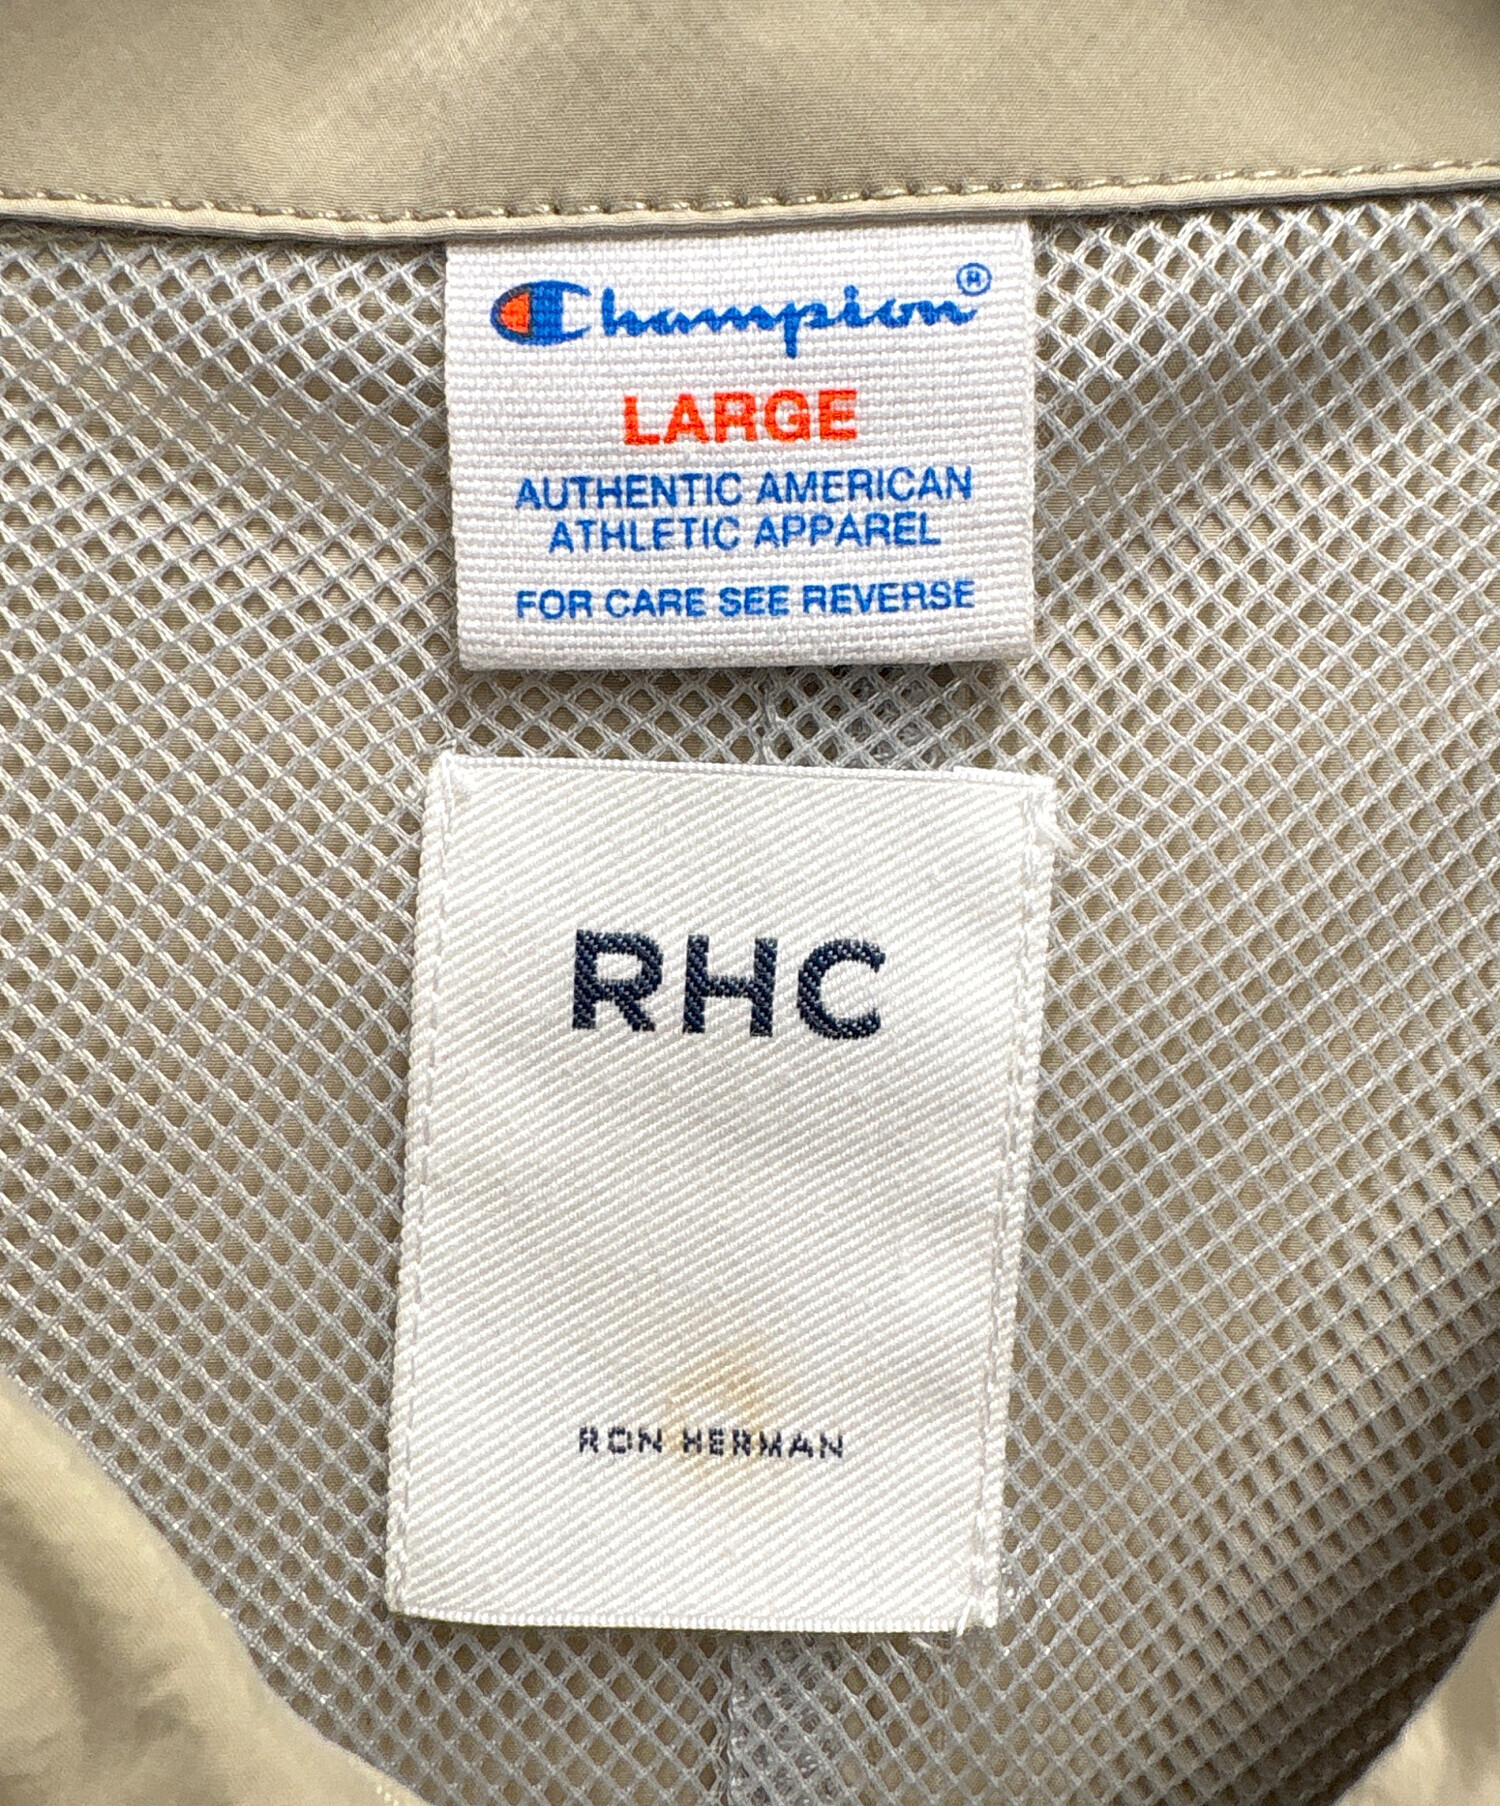 Champion®
LARGE
AUTHENTIC AMERICAN
ATHLETIC APPAREL
FOR CARE SEE REVERSE
RHC
RON HERMAN